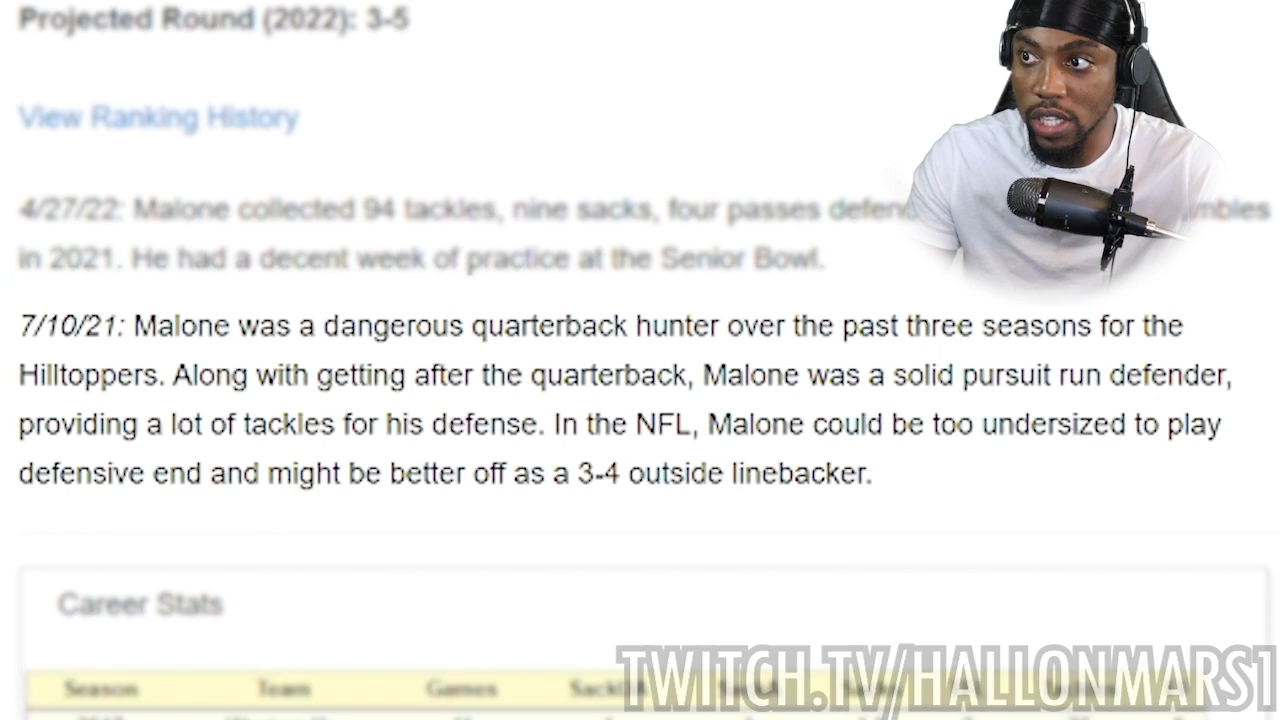 Projected Round (2022): 3-5
View Ranking History
4/27/22: Malone collected 94 tackles, nine sacks, four passes
in 2021. He had a decent week of practice at the Senior Bowl.
7/10/21: Malone was a dangerous quarterback hunter over the past three seasons for the
Hilltoppers. Along with getting after the quarterback, Malone was a solid pursuit run defender,
providing a lot of tackles for his defense. In the NFL, Malone could be too undersized to play
defensive end and might be better off as a 3-4 outside linebacker.
Career Stats
Season Team Games
TWITCH.TV/HALLONMARS1